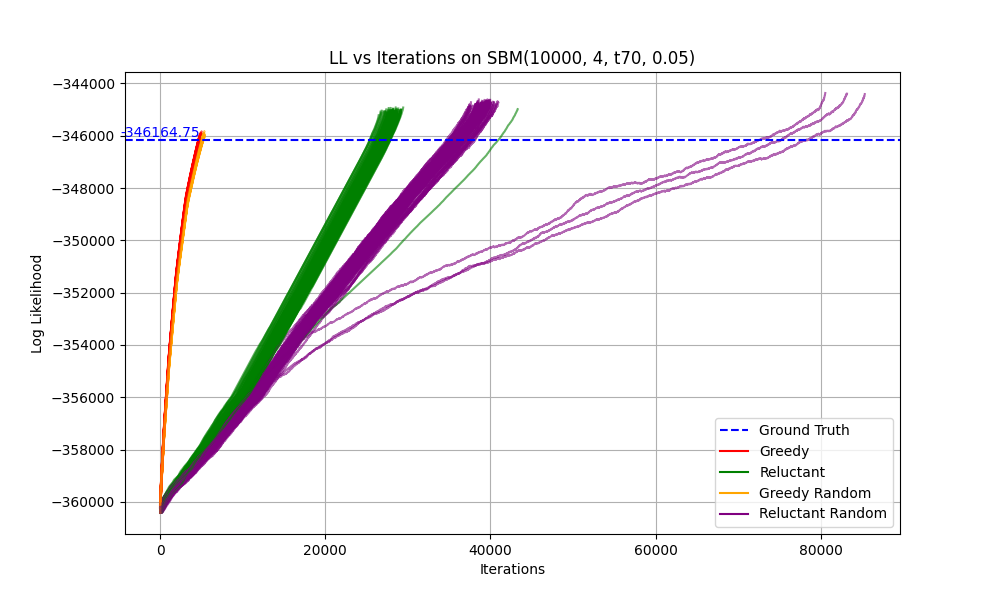 LL vs Iterations on SBM(10000, 4, t70, 0.05)
Log Likelihood
−344000
−346000
−348000
−350000
−352000
−354000
−356000
−358000
−360000
-346164.75
Ground Truth
Greedy
Reluctant
Greedy Random
Reluctant Random
0
20000
40000
60000
80000
Iterations